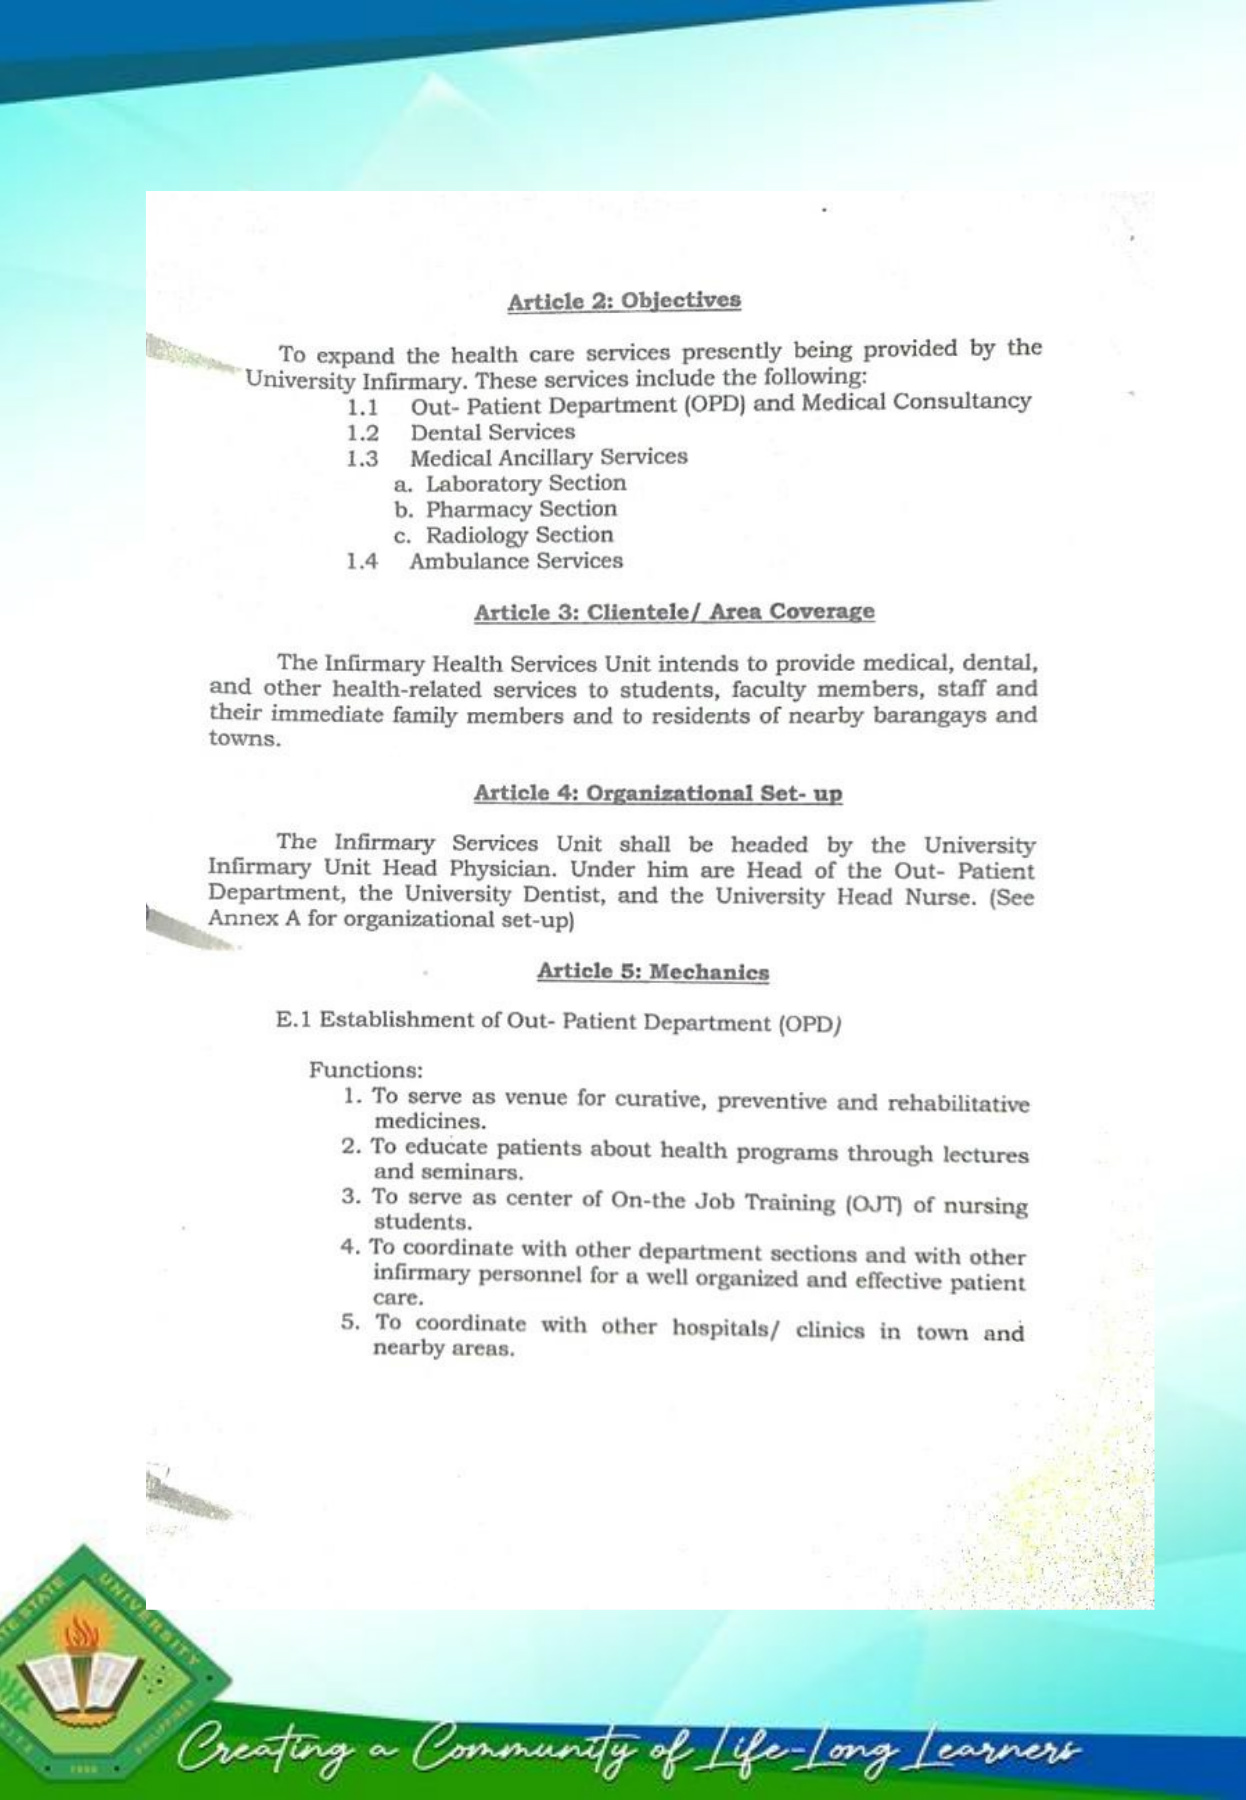 Article 2: Objectives
To expand the health care services presently being provided by the
University Infirmary. These services include the following:
1.1 Out- Patient Department (OPD) and Medical Consultancy
1.2 Dental Services
1.3 Medical Ancillary Services
a. Laboratory Section
b. Pharmacy Section
c. Radiology Section
1.4 Ambulance Services
Article 3: Clientele/ Area Coverage
The Infirmary Health Services Unit intends to provide medical, dental,
and other health-related services to students, faculty members, staff and
their immediate family members and to residents of nearby barangays and
towns.
Article 4: Organizational Set- up
The Infirmary Services Unit shall be headed by the University
Infirmary Unit Head Physician. Under him are Head of the Out- Patient
Department, the University Dentist, and the University Head Nurse. (See
Annex A for organizational set-up)
Article 5: Mechanics
E.1 Establishment of Out- Patient Department (OPD)
Functions:
1. To serve as venue for curative, preventive and rehabilitative
medicines.
2. To educate patients about health programs through lectures
and seminars.
3. To serve as center of On-the Job Training (OJT) of nursing
students.
4. To coordinate with other department sections and with other
infirmary personnel for a well organized and effective patient
care.
5. To coordinate with other hospitals/ clinics in town and
nearby areas.
STATE UNIVERSITY
PHILIPPINES
Creating a Community of Life-Long Learners